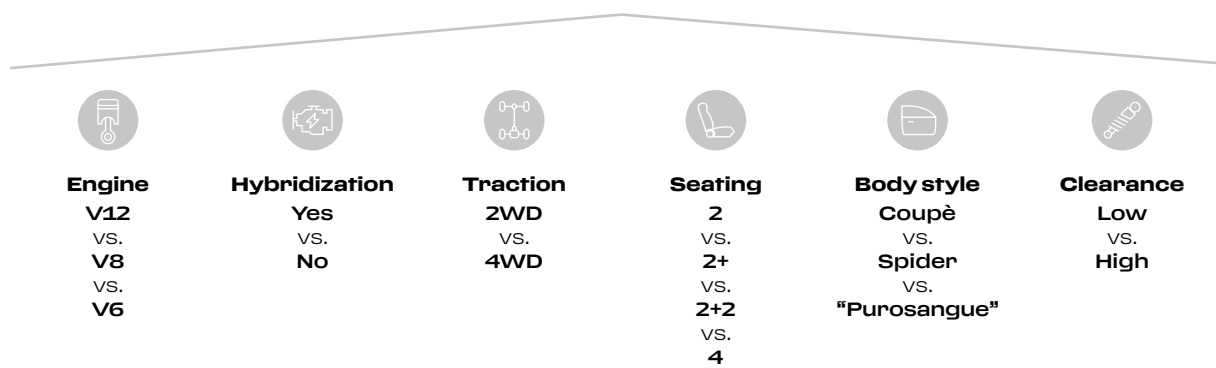 Engine
V12
vs.
V8
vs.
V6
Hybridization
Yes
vs.
No
Traction
2WD
vs.
4WD
Seating
2
vs.
2+
vs.
2+2
vs.
4
Body style
Coupè
vs.
Spider
vs.
“Purosangue”
Clearance
Low
vs.
High